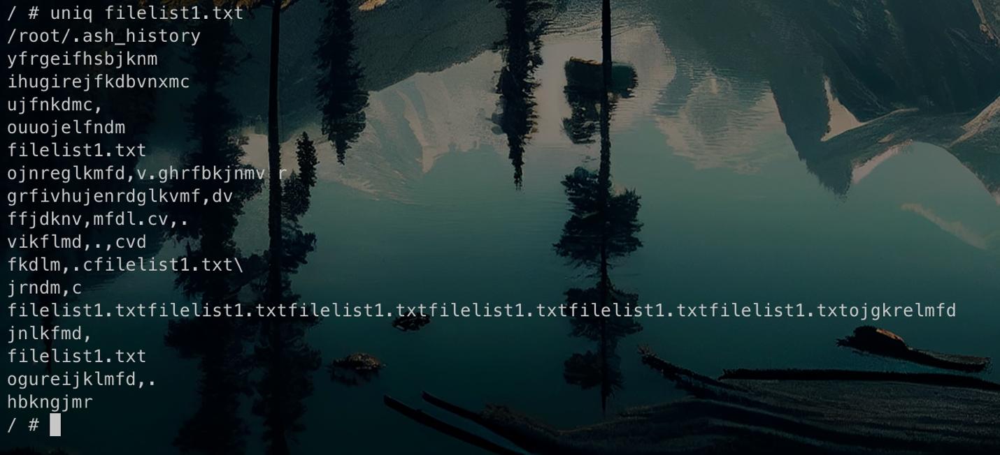 / # uniq filelist1.txt
/root/.ash_history
yfrgeifhsbjknm
ihugirejfkdbvnxmc
ujfnkdmc,
ouuojelfndm
filelist1.txt
ojnreglkmfd,v.ghrfbkjnmv r
grfivhujenrdglkvmf,dv
ffjdknv,mfdl.cv,.
vikflmd,.,cvd
fkdlm,.cfilelist1.txt\
jrndm,c
filelist1.txtfilelist1.txtfilelist1.txtfilelist1.txtfilelist1.txtfilelist1.txtojgkrelmfd
jnlkfmd,
filelist1.txt
ogureijklmfd,.
hbkngjmr
/ #